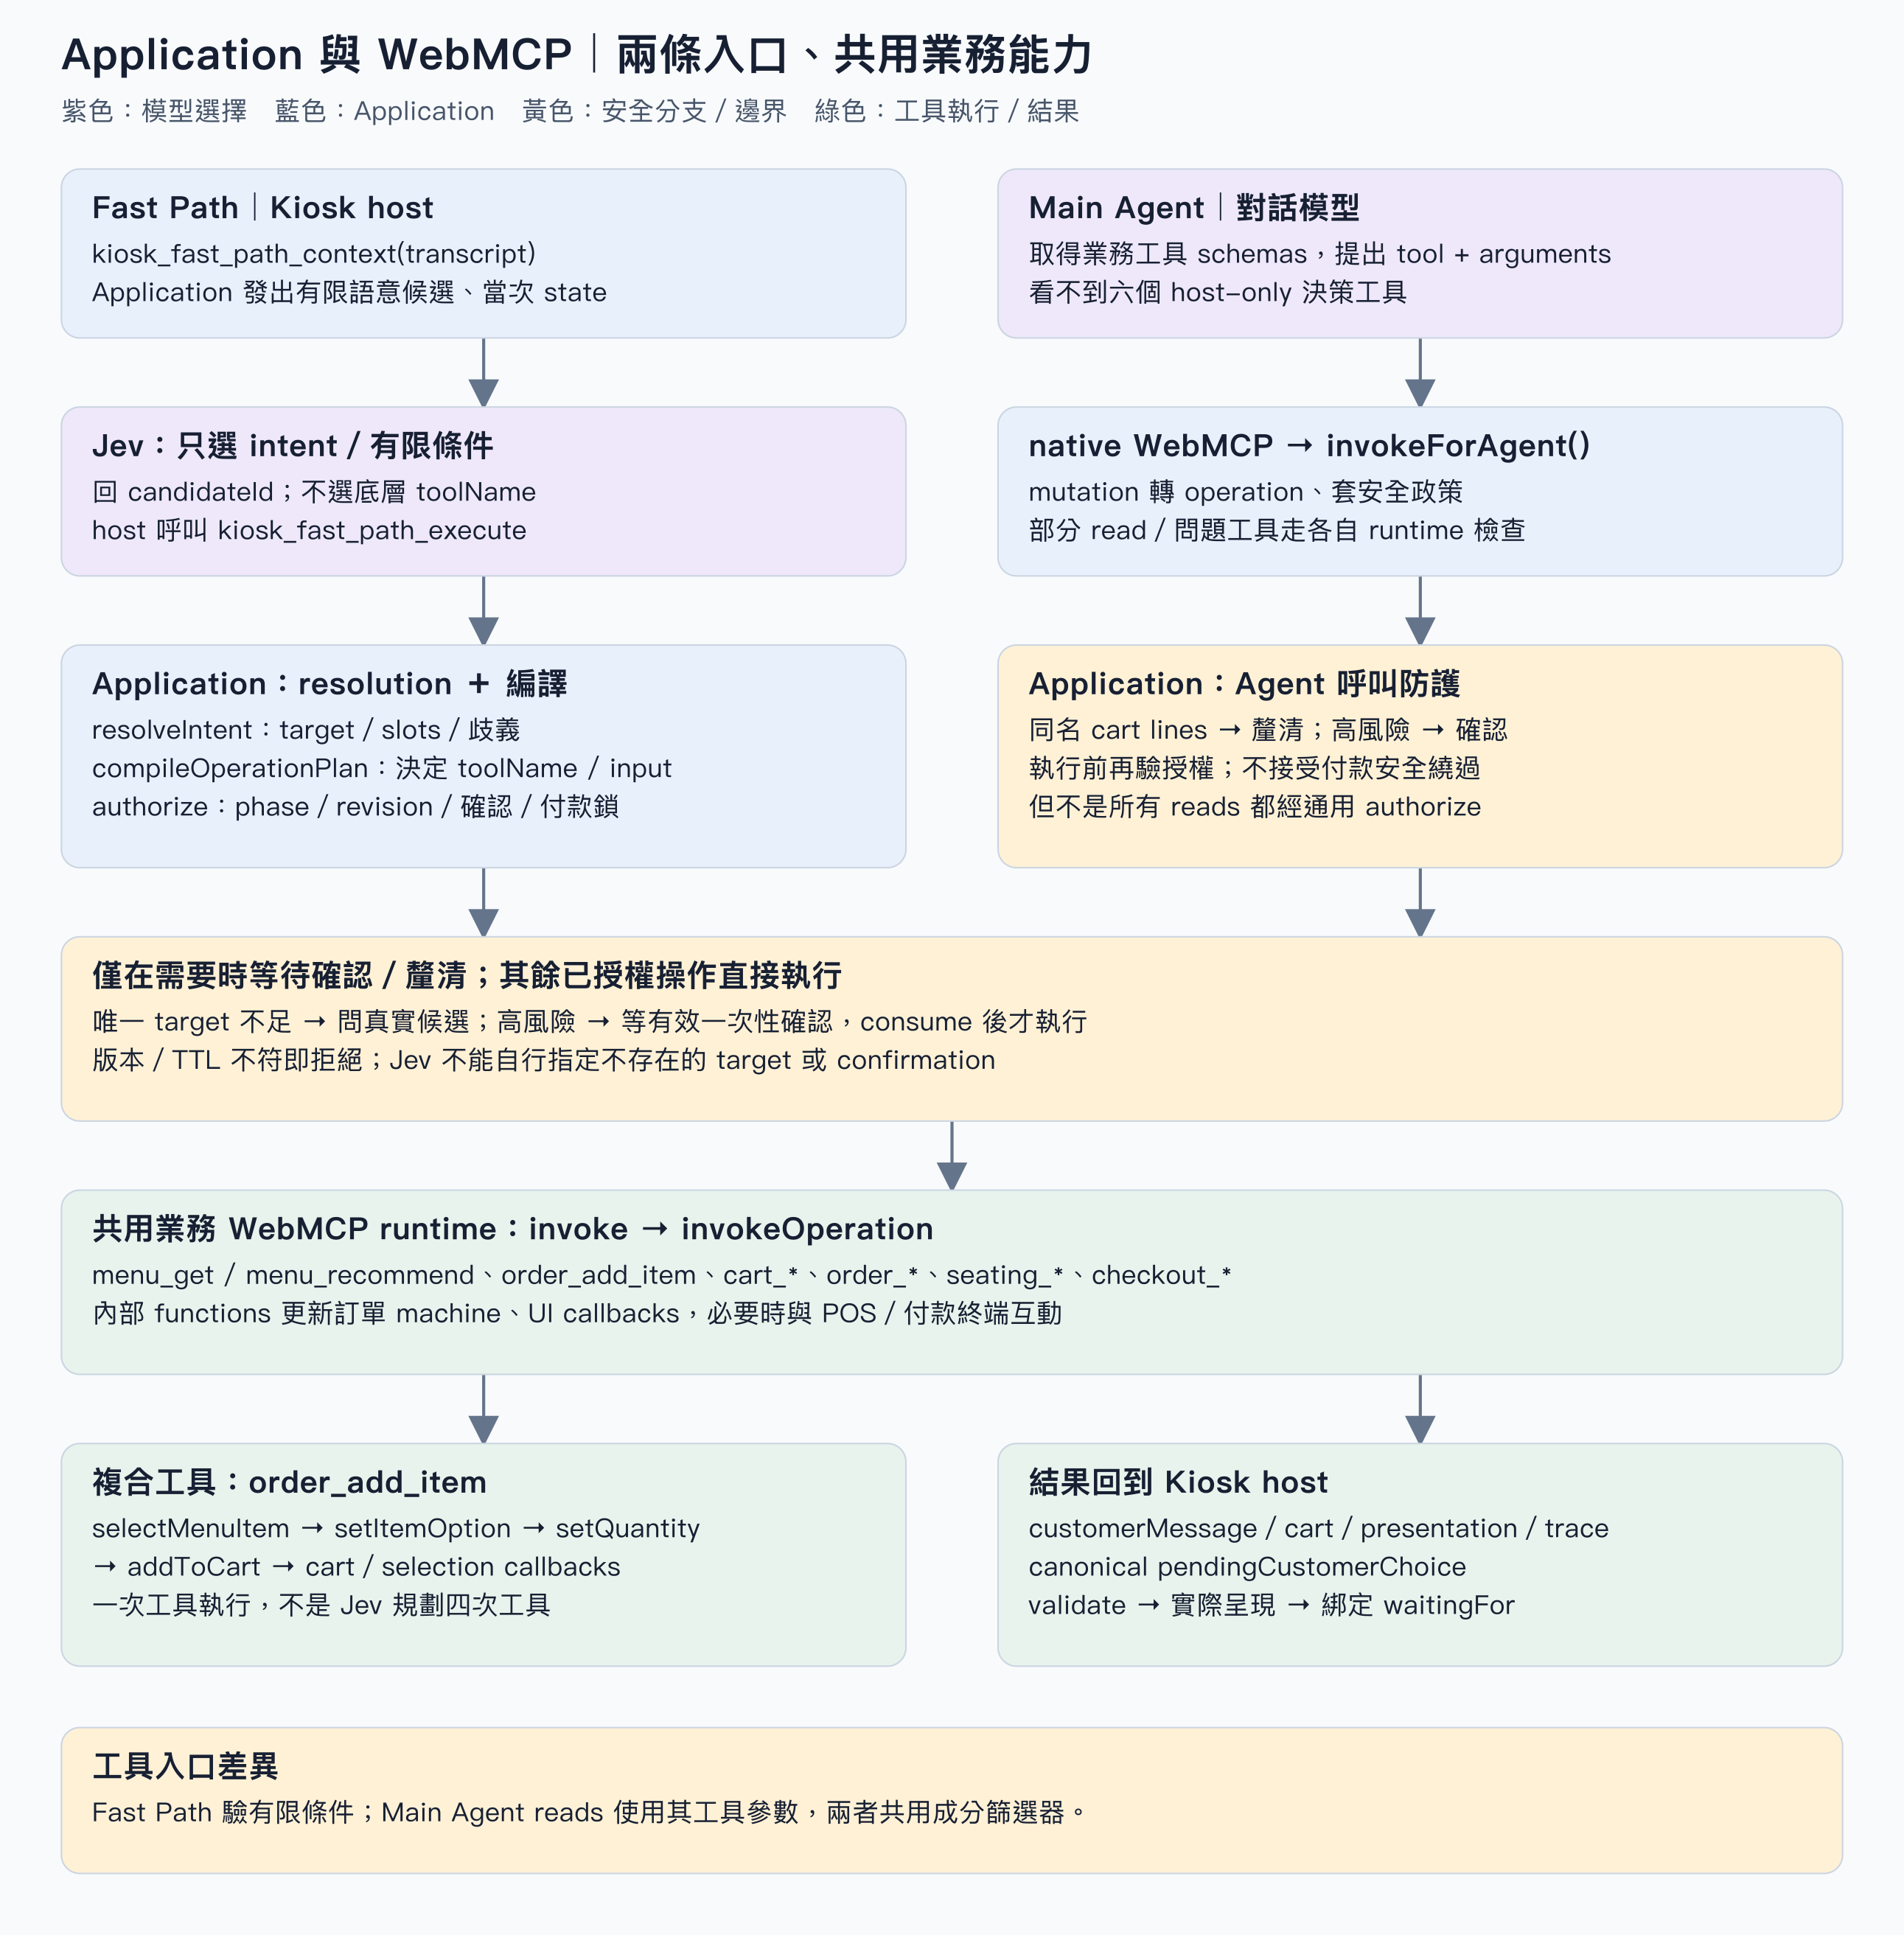 Application 與 WebMCP｜兩條入口、共用業務能力
紫色：模型選擇　藍色：Application　黃色：安全分支 / 邊界　綠色：工具執行 / 結果
Fast Path｜Kiosk host
kiosk_fast_path_context(transcript)
Application 發出有限語意候選、當次 state
Main Agent｜對話模型
取得業務工具 schemas，提出 tool + arguments
看不到六個 host-only 決策工具
Jev：只選 intent / 有限條件
回 candidateId；不選底層 toolName
host 呼叫 kiosk_fast_path_execute
native WebMCP → invokeForAgent()
mutation 轉 operation、套安全政策
部分 read / 問題工具走各自 runtime 檢查
Application：resolution + 編譯
resolveIntent：target / slots / 歧義
compileOperationPlan：決定 toolName / input
authorize：phase / revision / 確認 / 付款鎖
Application：Agent 呼叫防護
同名 cart lines → 釐清；高風險 → 確認
執行前再驗授權；不接受付款安全繞過
但不是所有 reads 都經通用 authorize
僅在需要時等待確認 / 釐清；其餘已授權操作直接執行
唯一 target 不足 → 問真實候選；高風險 → 等有效一次性確認，consume 後才執行
版本 / TTL 不符即拒絕；Jev 不能自行指定不存在的 target 或 confirmation
共用業務 WebMCP runtime：invoke → invokeOperation
menu_get / menu_recommend、order_add_item、cart_*、order_*、seating_*、checkout_*
內部 functions 更新訂單 machine、UI callbacks，必要時與 POS / 付款終端互動
複合工具：order_add_item
selectMenuItem → setItemOption → setQuantity
→ addToCart → cart / selection callbacks
一次工具執行，不是 Jev 規劃四次工具
結果回到 Kiosk host
customerMessage / cart / presentation / trace
canonical pendingCustomerChoice
validate → 實際呈現 → 綁定 waitingFor
工具入口差異
Fast Path 驗有限條件；Main Agent reads 使用其工具參數，兩者共用成分篩選器。